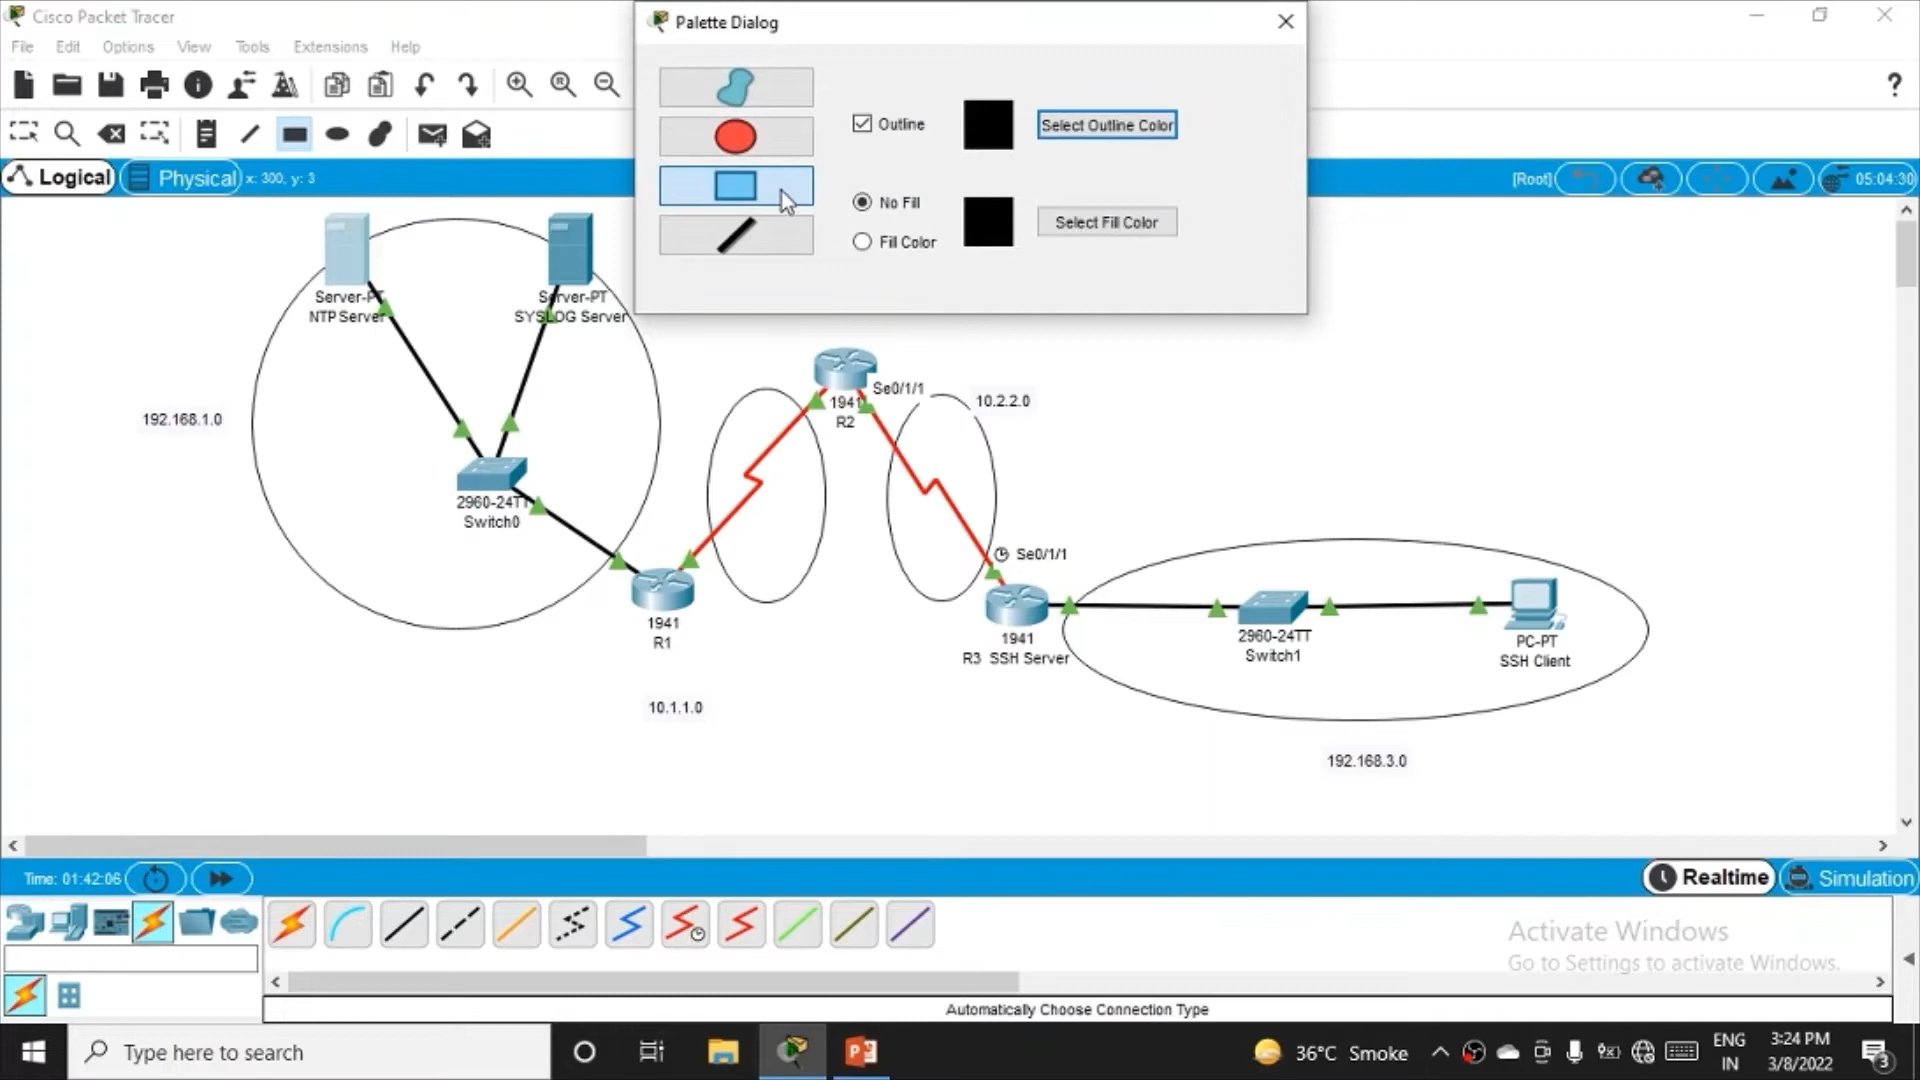 Cisco Packet Tracer
Palette Dialog
File Edit Options View Tools Extensions Help
?
Outline
Select Outline Color
No Fill
Fill Color
Select Fill Color
Logical Physical x: 300, y: 3
[Root] 05:04:30
Server-PT
NTP Server
Server-PT
SYSLOG Server
192.168.1.0
2960-24TT
Switch0
Se0/1/1
1941
R2
10.2.2.0
Se0/1/1
1941
R1
1941
R3 SSH Server
2960-24TT
Switch1
PC-PT
SSH Client
10.1.1.0
192.168.3.0
Time: 01:42:06
Realtime Simulation
Activate Windows
Go to Settings to activate Windows.
Automatically Choose Connection Type
Type here to search
36°C Smoke
ENG
IN
3:24 PM
3/8/2022
3